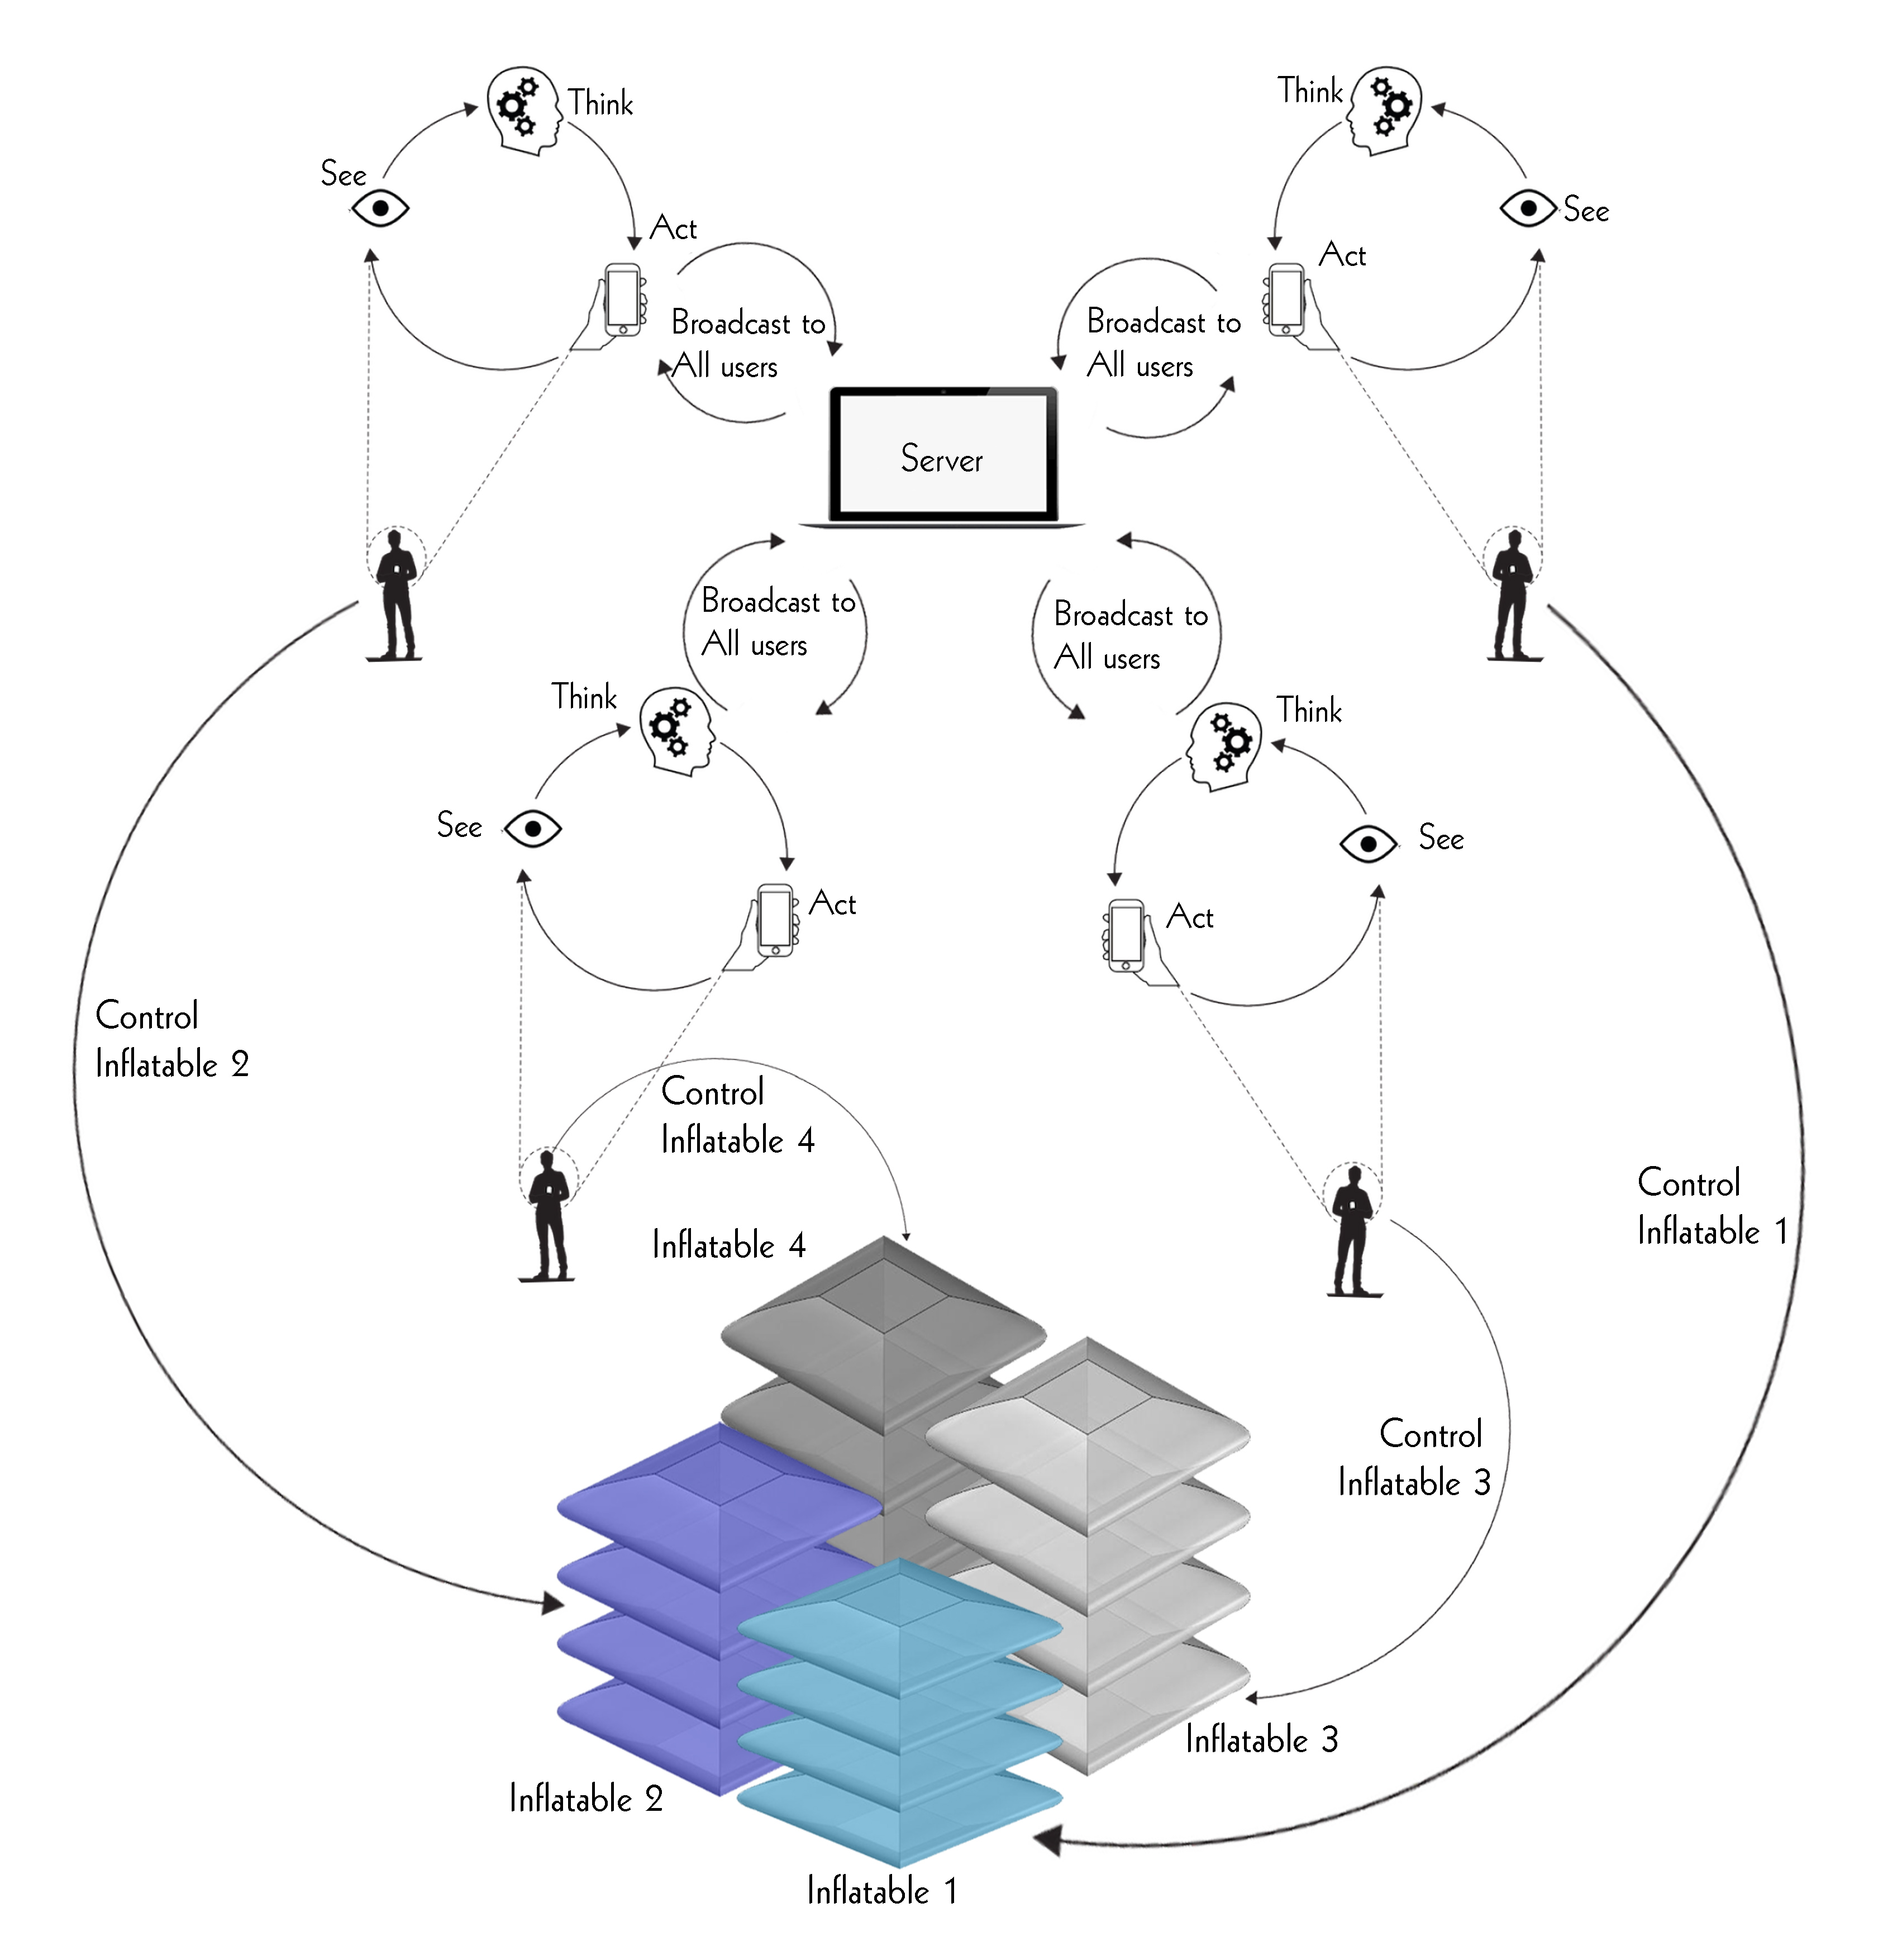 Think
Think
See
See
Act
Act
Broadcast to
All users
Broadcast to
All users
Server
Broadcast to
All users
Broadcast to
All users
Think
Think
See
See
Act
Act
Control
Inflatable 2
Control
Inflatable 4
Control
Inflatable 1
Inflatable 4
Control
Inflatable 3
Inflatable 3
Inflatable 2
Inflatable 1